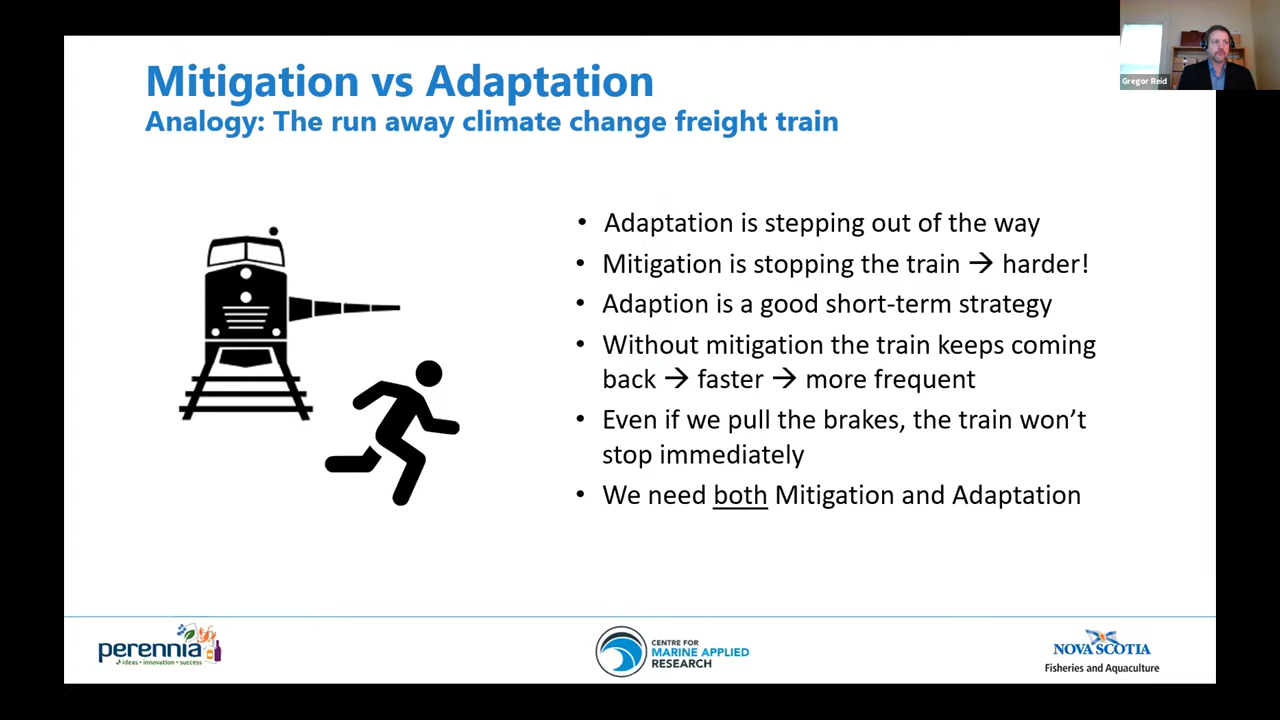 Mitigation vs Adaptation
Analogy: The run away climate change freight train
Gregor Reid
• Adaptation is stepping out of the way
• Mitigation is stopping the train → harder!
• Adaption is a good short-term strategy
• Without mitigation the train keeps coming
back → faster → more frequent
• Even if we pull the brakes, the train won’t
stop immediately
• We need both Mitigation and Adaptation
perennia
ideas • innovation • success
CENTRE FOR
MARINE APPLIED
RESEARCH
NOVA SCOTIA
Fisheries and Aquaculture